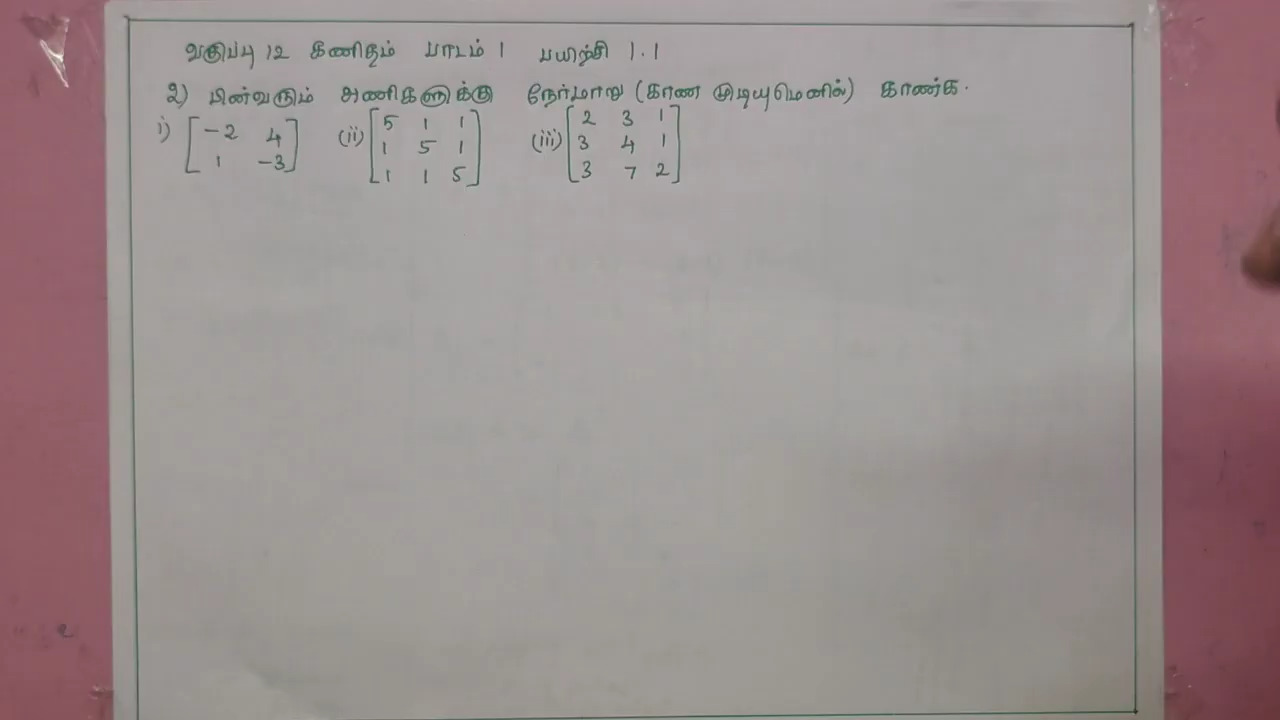 வகுப்பு 12 கணிதம் பாடம் 1 பயிற்சி 1.1
2) பின்வரும் அணிகளுக்கு நேர்மாறு (காண முடியுமெனில்) காண்க.
i) [-2 4 (ii) [5 1 1] (iii) [2 3 1]
1 -3] 1 5 1 3 4 1
1 1 5 3 7 2